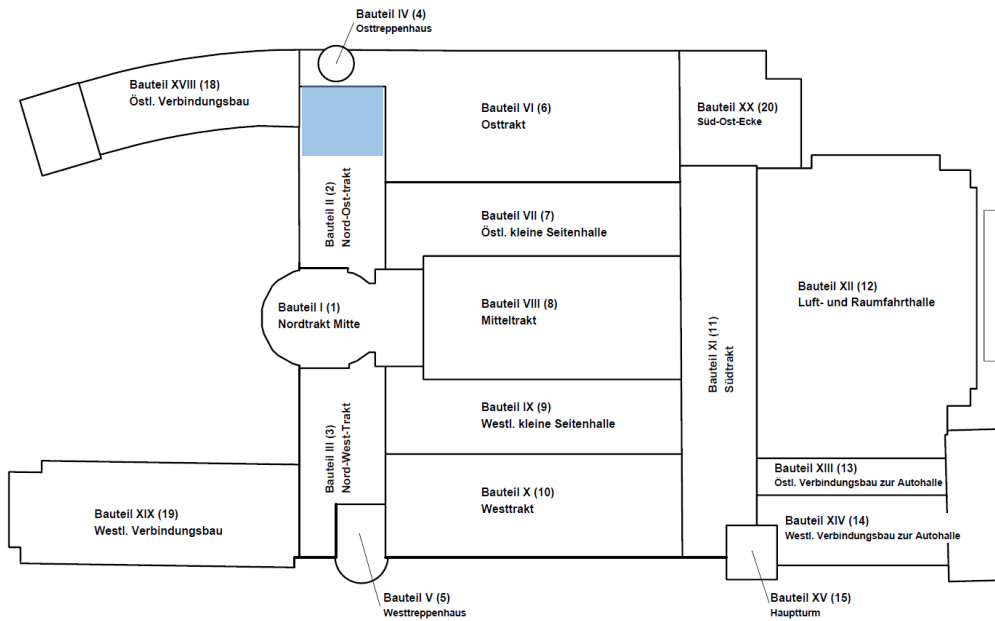 Bauteil IV (4)
Osttreppenhaus
Bauteil XVIII (18)
Östl. Verbindungsbau
Bauteil VI (6)
Osttrakt
Bauteil XX (20)
Süd-Ost-Ecke
Bauteil II (2)
Nord-Ost-trakt
Bauteil VII (7)
Östl. kleine Seitenhalle
Bauteil I (1)
Nordtrakt Mitte
Bauteil VIII (8)
Mitteltrakt
Bauteil XI (11)
Südtrakt
Bauteil XII (12)
Luft- und Raumfahrthalle
Bauteil III (3)
Nord-West-Trakt
Bauteil IX (9)
Westl. kleine Seitenhalle
Bauteil XIII (13)
Östl. Verbindungsbau zur Autohalle
Bauteil XIX (19)
Westl. Verbindungsbau
Bauteil X (10)
Westtrakt
Bauteil XIV (14)
Westl. Verbindungsbau zur Autohalle
Bauteil V (5)
Westtreppenhaus
Bauteil XV (15)
Hauptturm